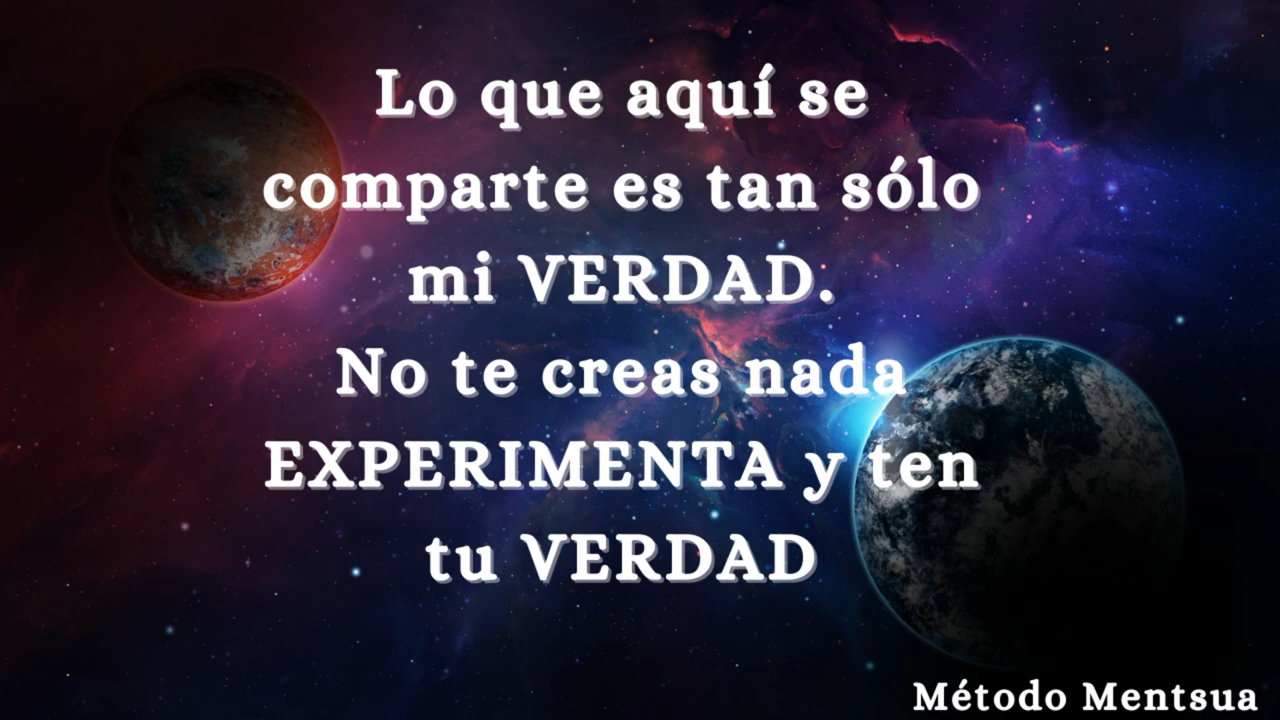 Lo que aquí se
comparte es tan sólo
mi VERDAD.
No te creas nada
EXPERIMENTA y ten
tu VERDAD
Método Mentsua